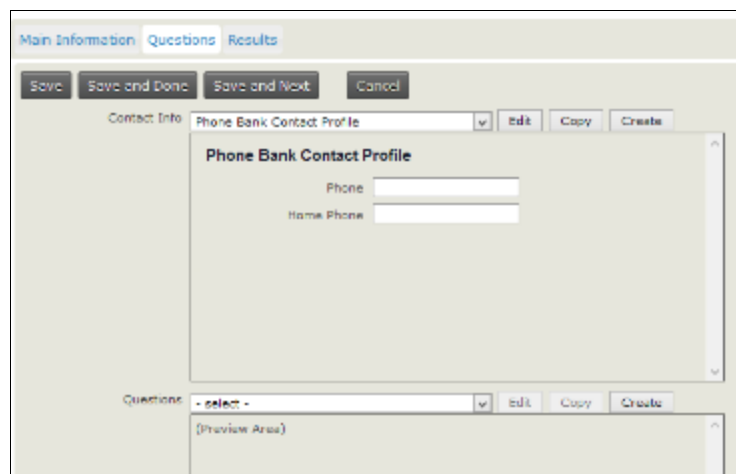 Main Information Questions Results
Save Save and Done Save and Next Cancel
Contact Info Phone Bank Contact Profile Edit Copy Create
Phone Bank Contact Profile
Phone
Home Phone
Questions - select - Edit Copy Create
(Preview Area)